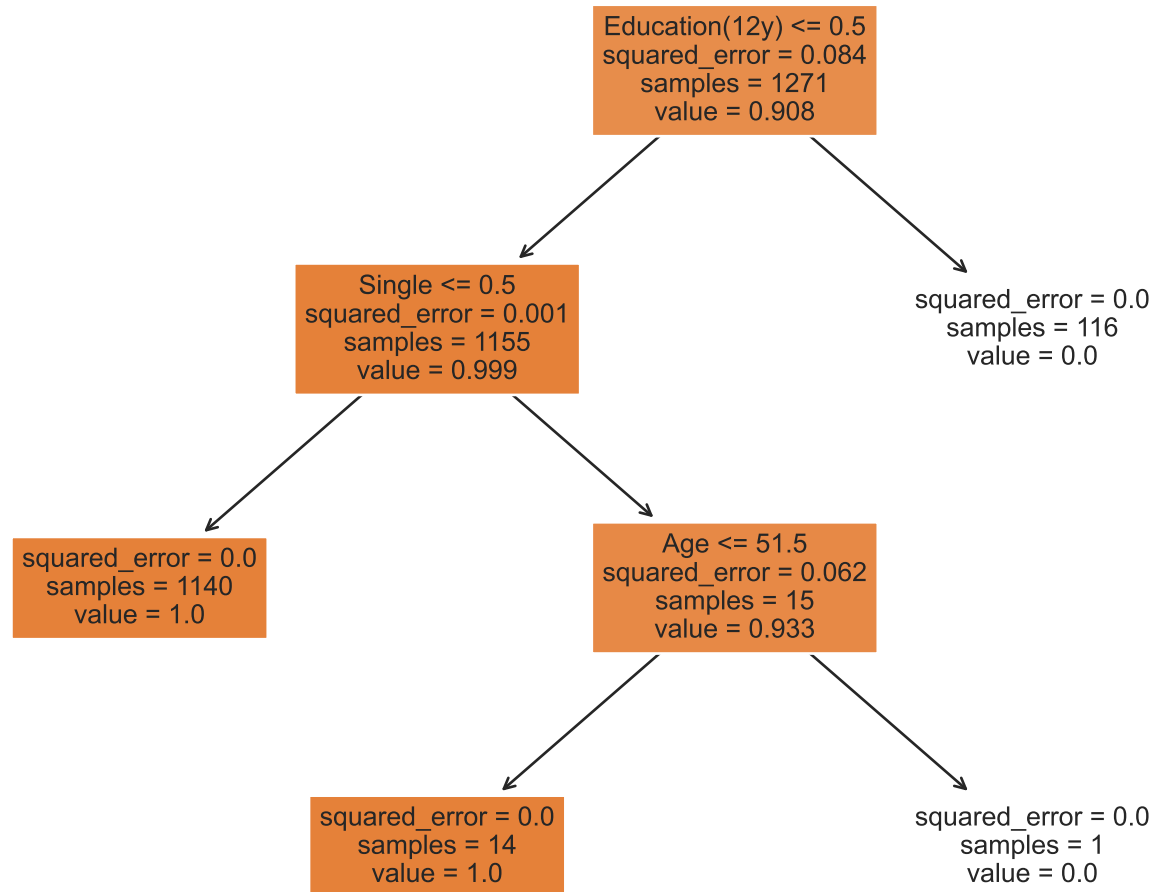 Education(12y) <= 0.5
squared_error = 0.084
samples = 1271
value = 0.908
Single <= 0.5
squared_error = 0.001
samples = 1155
value = 0.999
squared_error = 0.0
samples = 116
value = 0.0
squared_error = 0.0
samples = 1140
value = 1.0
Age <= 51.5
squared_error = 0.062
samples = 15
value = 0.933
squared_error = 0.0
samples = 14
value = 1.0
squared_error = 0.0
samples = 1
value = 0.0